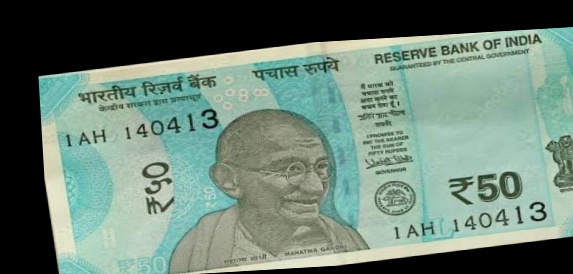 भारतीय रिज़र्व बैंक
केन्द्रीय सरकार द्वारा प्रत्याभूत
पचास रुपये
RESERVE BANK OF INDIA
GUARANTEED BY THE CENTRAL GOVERNMENT
1AH 140413
₹५०
₹50
मैं धारक को
पचास रुपये
अदा करने का
वचन देता हूँ।
I PROMISE TO
PAY THE BEARER
THE SUM OF
FIFTY RUPEES
GOVERNOR
₹50
1AH 140413
महात्मा गांधी
MAHATMA GANDHI
₹50